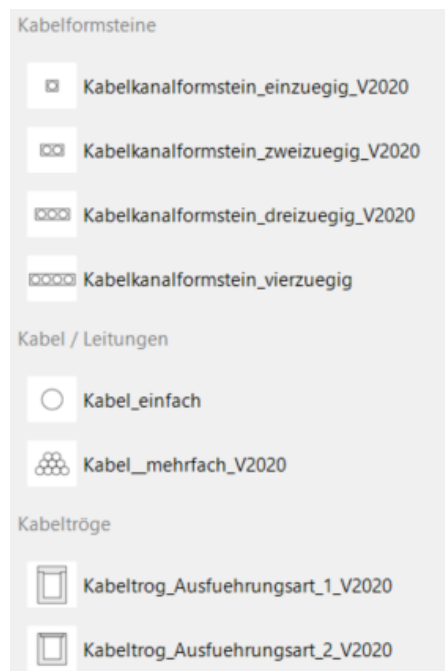 Kabelformsteine
Kabelkanalformstein_einzuegig_V2020
Kabelkanalformstein_zweizuegig_V2020
Kabelkanalformstein_dreizuegig_V2020
Kabelkanalformstein_vierzuegig
Kabel / Leitungen
Kabel_einfach
Kabel__mehrfach_V2020
Kabeltröge
Kabeltrog_Ausfuehrungsart_1_V2020
Kabeltrog_Ausfuehrungsart_2_V2020